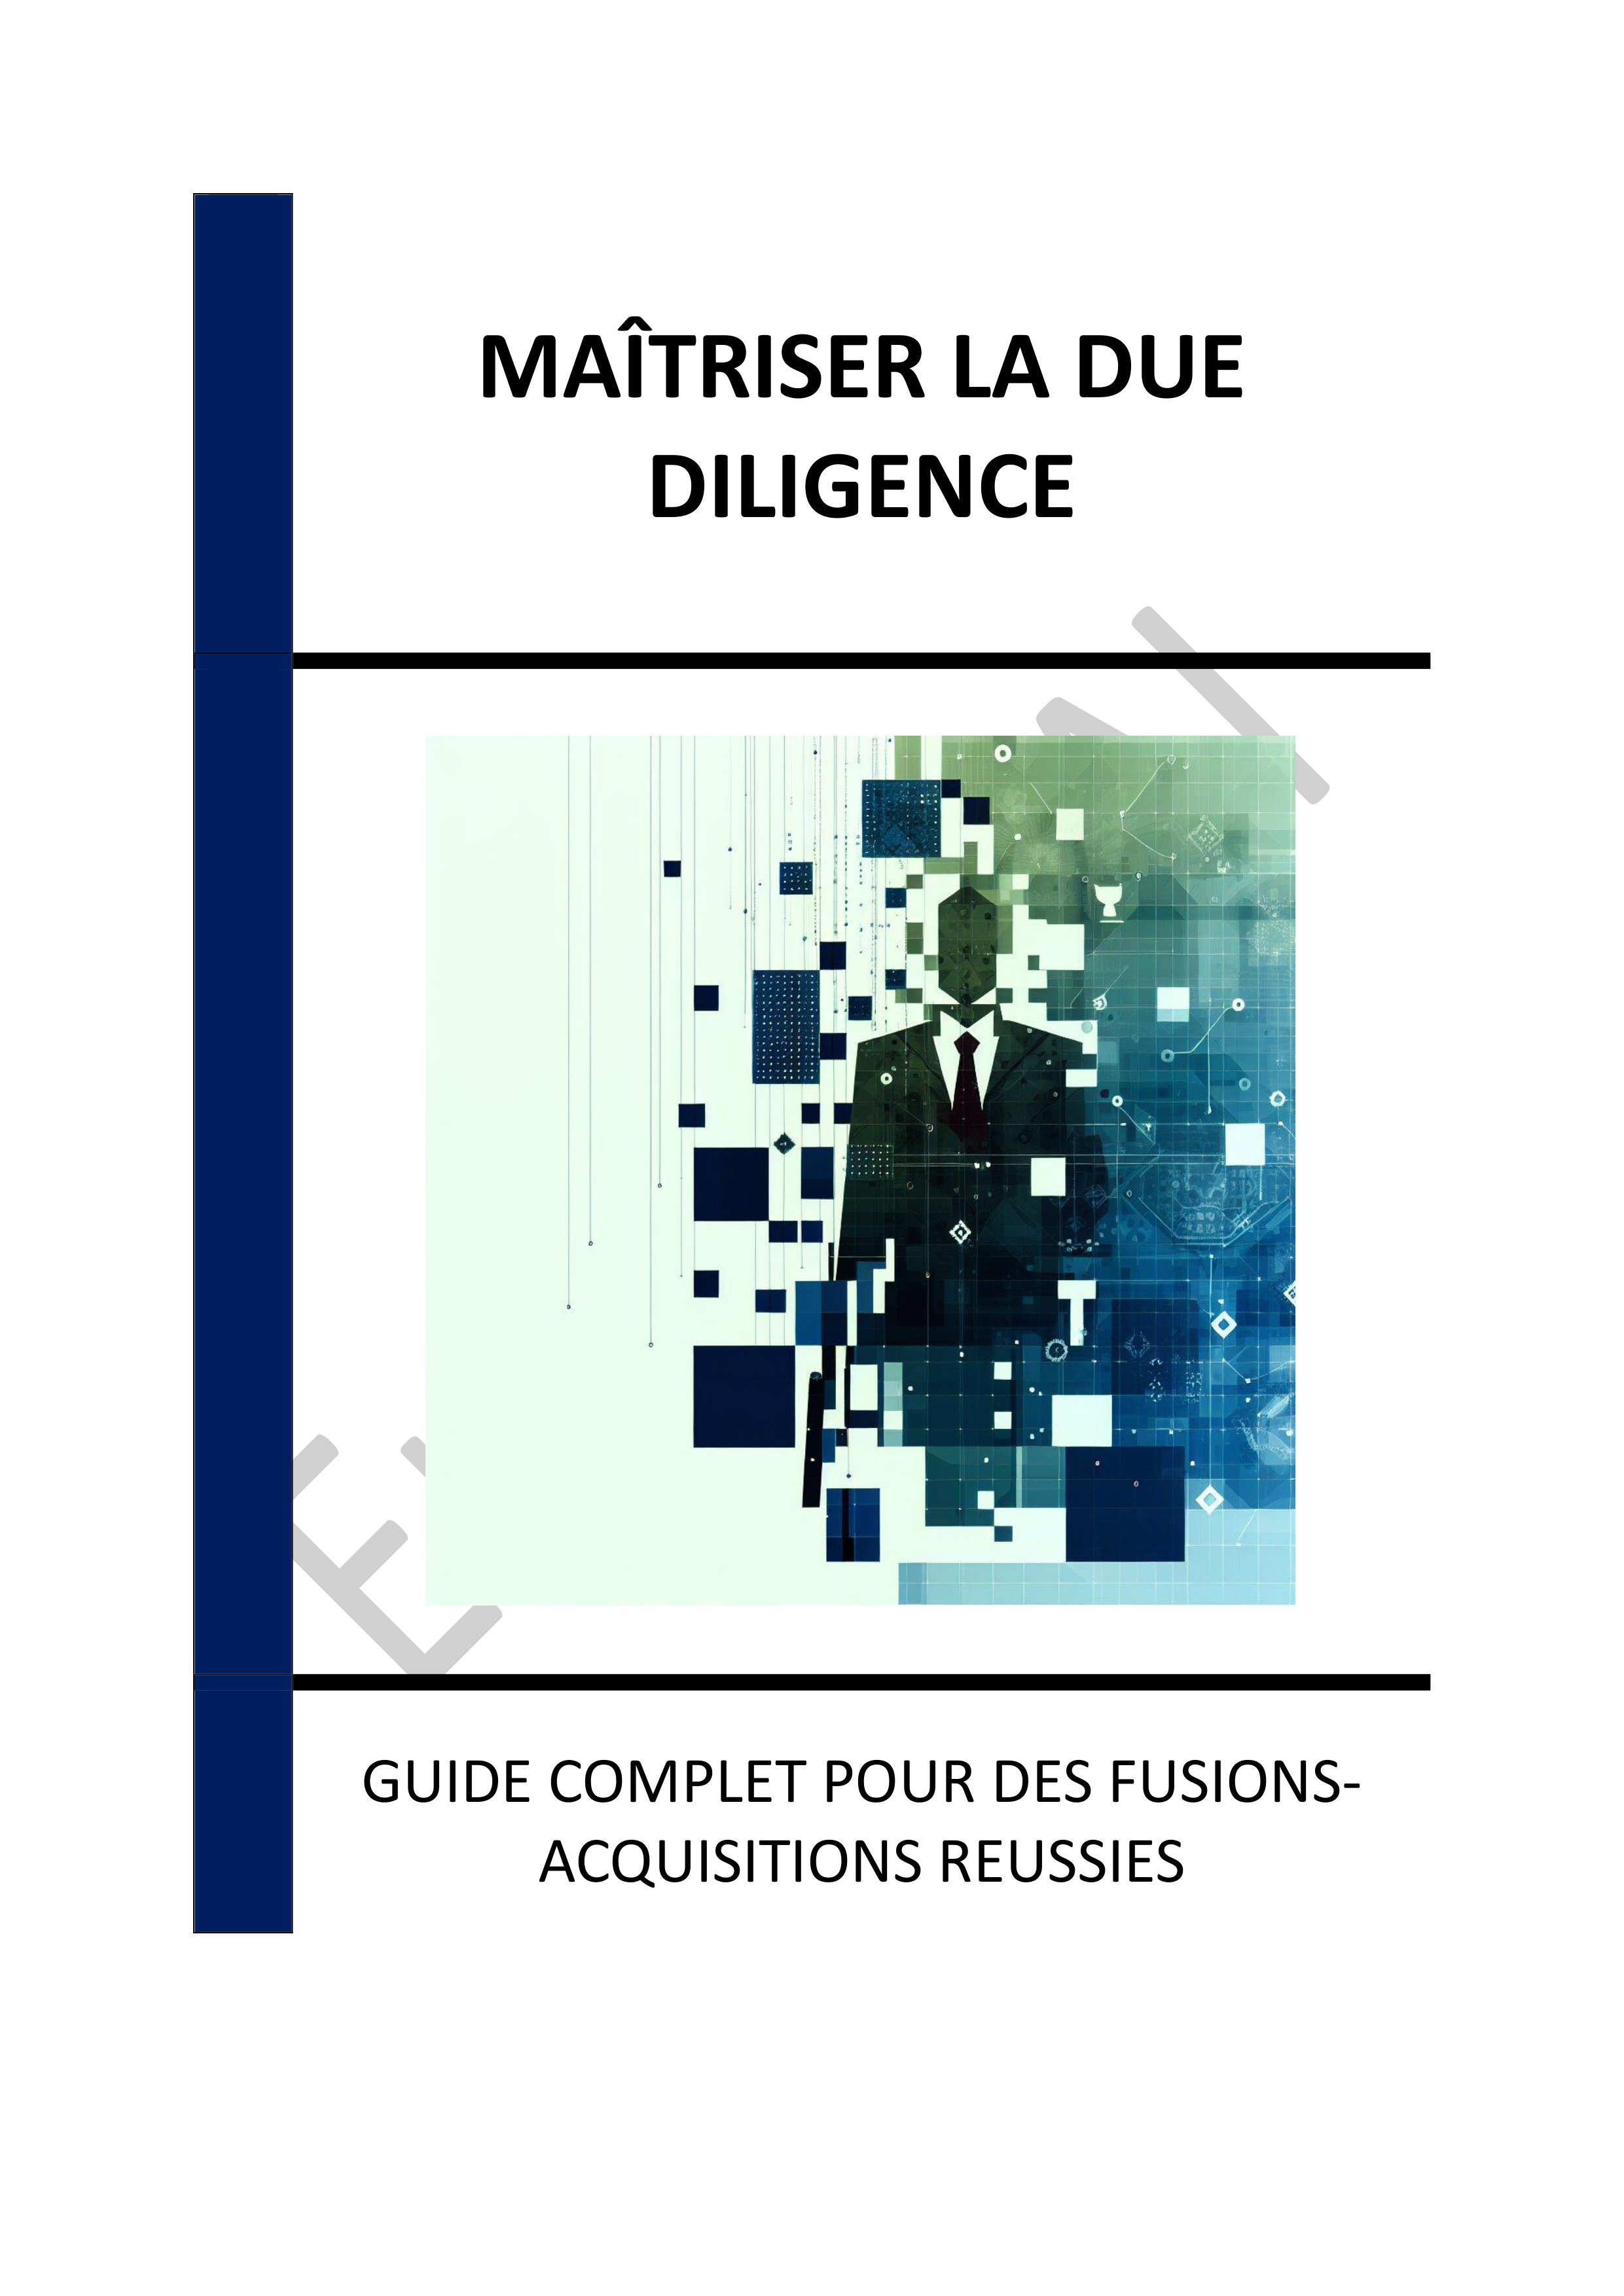 MAÎTRISER LA DUE
DILIGENCE
GUIDE COMPLET POUR DES FUSIONS-
ACQUISITIONS REUSSIES